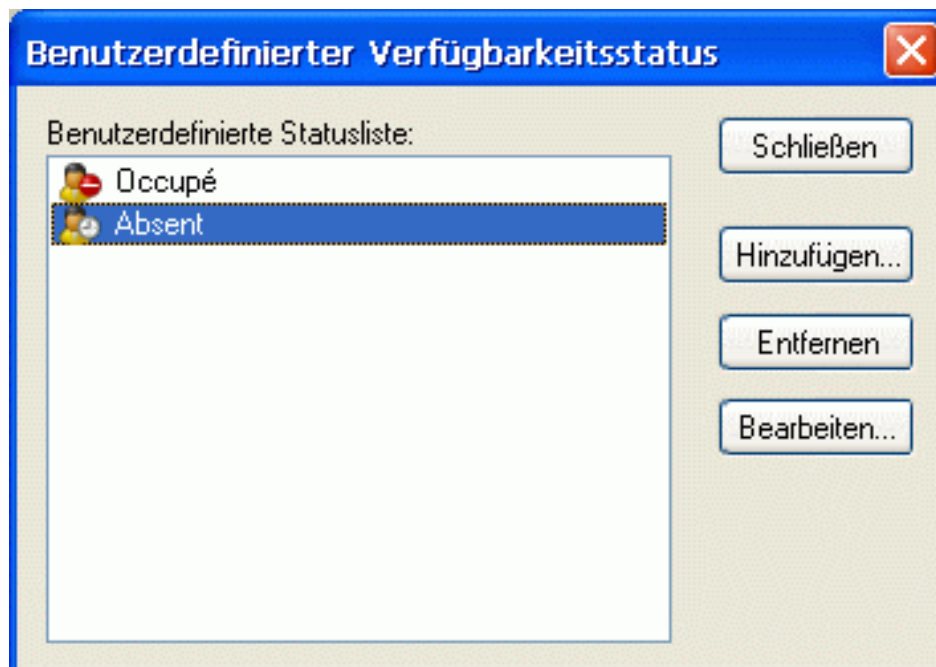 Benutzerdefinierter Verfügbarkeitsstatus
Benutzerdefinierte Statusliste:
Occupé
Absent
Schließen
Hinzufügen...
Entfernen
Bearbeiten...